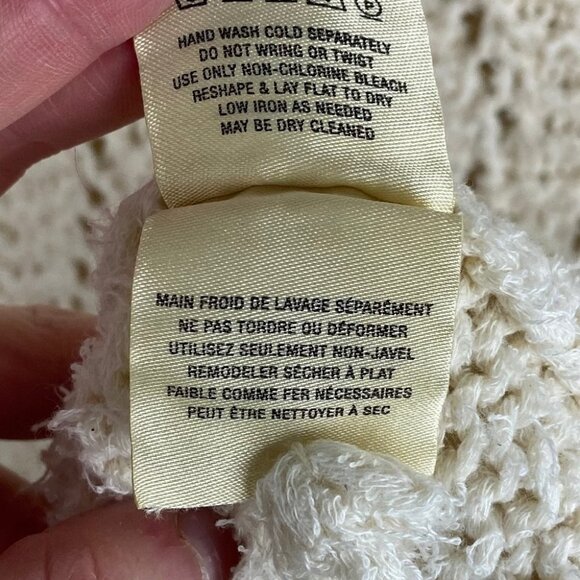 HAND WASH COLD SEPARATELY
DO NOT WRING OR TWIST
USE ONLY NON-CHLORINE BLEACH
RESHAPE & LAY FLAT TO DRY
LOW IRON AS NEEDED
MAY BE DRY CLEANED
MAIN FROID DE LAVAGE SÉPARÉMENT
NE PAS TORDRE OU DÉFORMER
UTILISEZ SEULEMENT NON-JAVEL
REMODELER SÉCHER À PLAT
FAIBLE COMME FER NÉCESSAIRES
PEUT ÊTRE NETTOYER À SEC